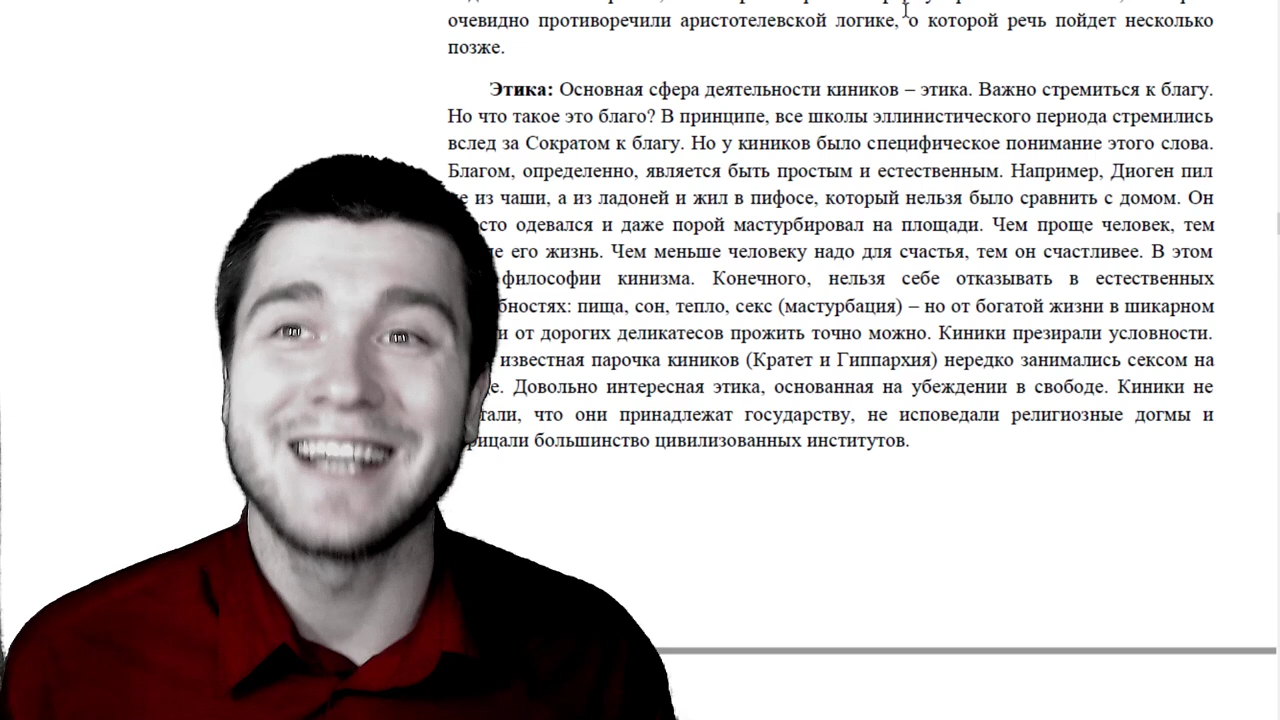 очевидно противоречили аристотелевской логике, о которой речь пойдет несколько
позже.
Этика: Основная сфера деятельности киников – этика. Важно стремиться к благу.
Но что такое это благо? В принципе, все школы эллинистического периода стремились
вслед за Сократом к благу. Но у киников было специфическое понимание этого слова.
Благом, определенно, является быть простым и естественным. Например, Диоген пил
из чаши, а из ладоней и жил в пифосе, который нельзя было сравнить с домом. Он
одевался и даже порой мастурбировал на площади. Чем проще человек, тем
его жизнь. Чем меньше человеку надо для счастья, тем он счастливее. В этом
философии кинизма. Конечного, нельзя себе отказывать в естественных
пища, сон, тепло, секс (мастурбация) – но от богатой жизни в шикарном
и от дорогих деликатесов прожить точно можно. Киники презирали условности.
известная парочка киников (Кратет и Гиппархия) нередко занимались сексом на
Довольно интересная этика, основанная на убеждении в свободе. Киники не
что они принадлежат государству, не исповедали религиозные догмы и
большинство цивилизованных институтов.